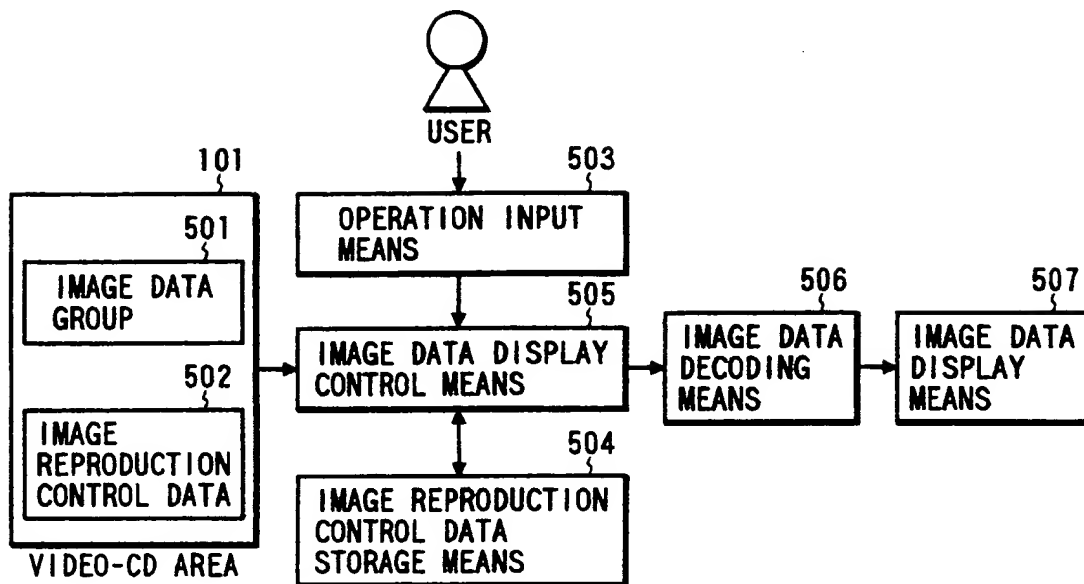 USER
101
503
501
OPERATION INPUT
MEANS
IMAGE DATA
GROUP
505
506
507
IMAGE DATA DISPLAY
CONTROL MEANS
IMAGE DATA
DECODING
MEANS
IMAGE DATA
DISPLAY
MEANS
502
504
IMAGE
REPRODUCTION
CONTROL DATA
IMAGE REPRODUCTION
CONTROL DATA
STORAGE MEANS
VIDEO-CD AREA